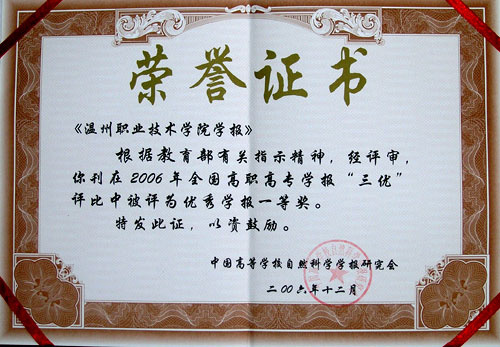 荣誉证书
《温州职业技术学院学报》
根据教育部有关指示精神，经评审，
你刊在2006年全国高职高专学报“三优”
评比中被评为优秀学报一等奖。
特发此证，以资鼓励。
中国高等学校自然科学学报研究会
二00六年十二月